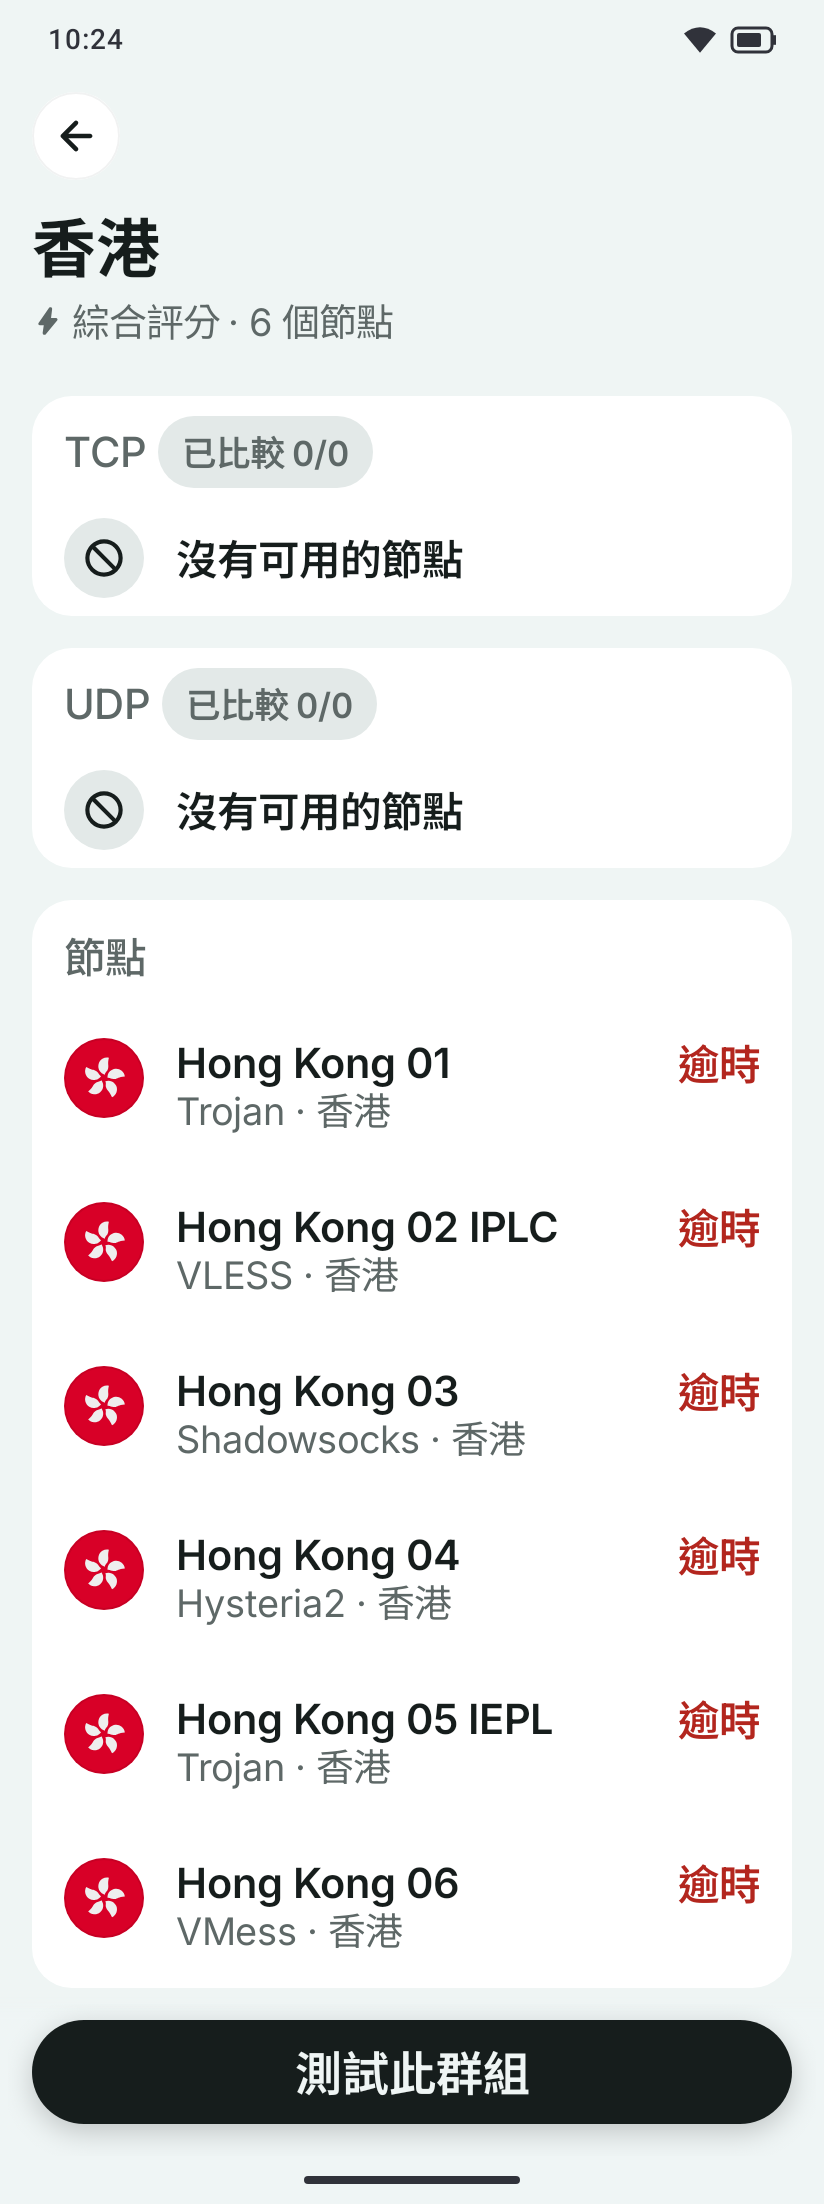 10:24
香港
綜合評分 · 6 個節點
TCP 已比較 0/0
沒有可用的節點
UDP 已比較 0/0
沒有可用的節點
節點
Hong Kong 01 逾時
Trojan · 香港
Hong Kong 02 IPLC 逾時
VLESS · 香港
Hong Kong 03 逾時
Shadowsocks · 香港
Hong Kong 04 逾時
Hysteria2 · 香港
Hong Kong 05 IEPL 逾時
Trojan · 香港
Hong Kong 06 逾時
VMess · 香港
測試此群組